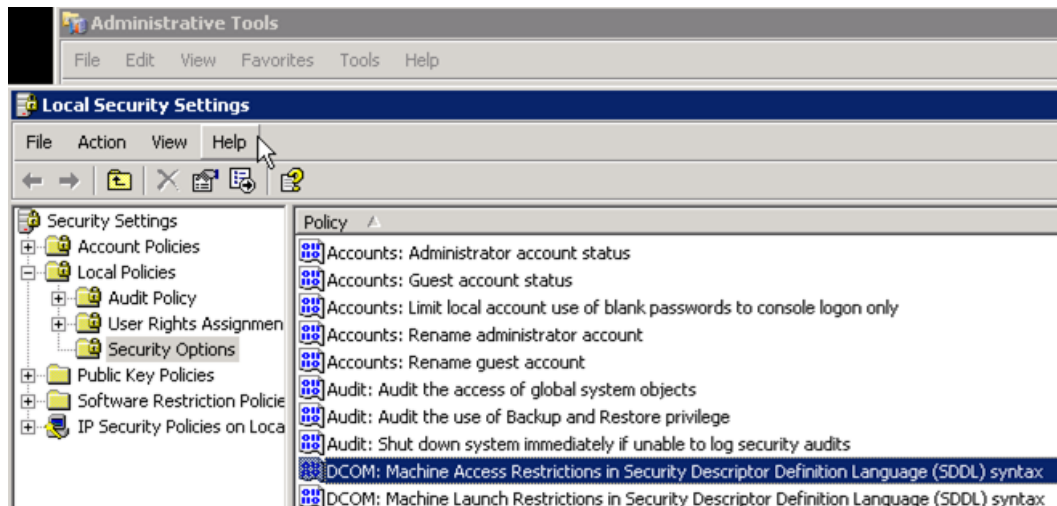 Administrative Tools
File Edit View Favorites Tools Help
Local Security Settings
File Action View Help
Security Settings
Account Policies
Local Policies
Audit Policy
User Rights Assignmen
Security Options
Public Key Policies
Software Restriction Policie
IP Security Policies on Loca
Policy
Accounts: Administrator account status
Accounts: Guest account status
Accounts: Limit local account use of blank passwords to console logon only
Accounts: Rename administrator account
Accounts: Rename guest account
Audit: Audit the access of global system objects
Audit: Audit the use of Backup and Restore privilege
Audit: Shut down system immediately if unable to log security audits
DCOM: Machine Access Restrictions in Security Descriptor Definition Language (SDDL) syntax
DCOM: Machine Launch Restrictions in Security Descriptor Definition Language (SDDL) syntax